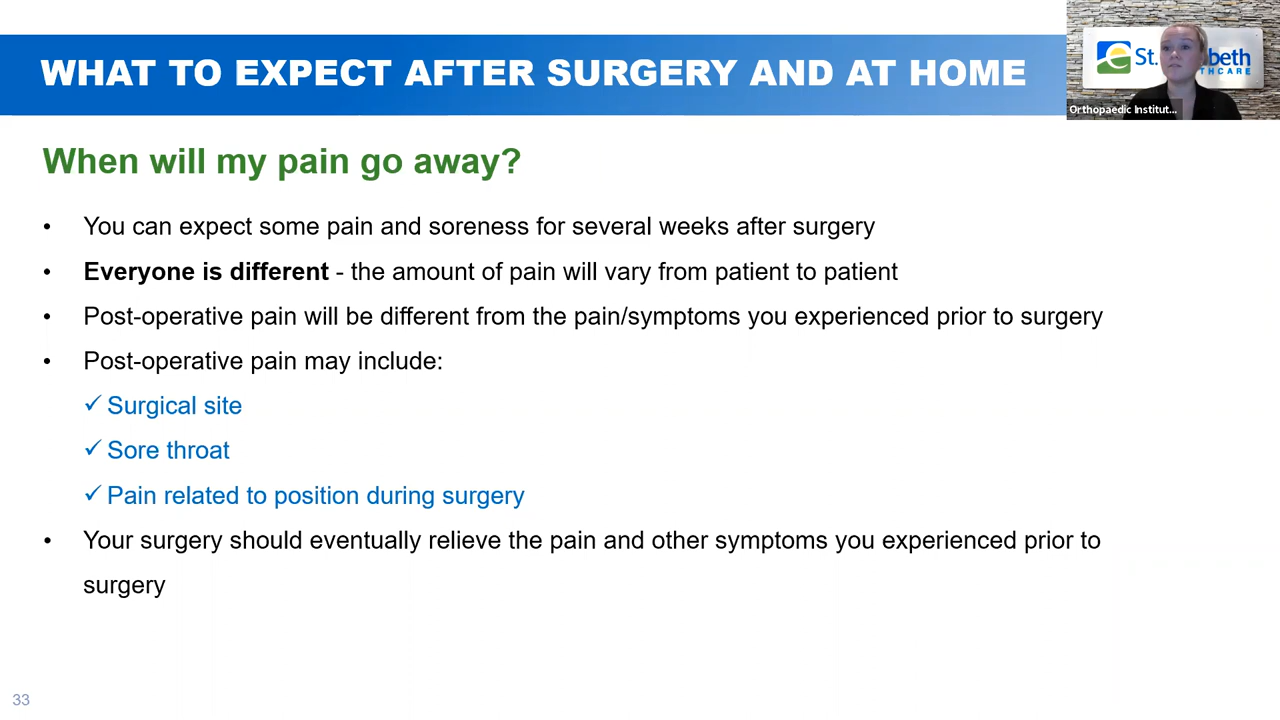 WHAT TO EXPECT AFTER SURGERY AND AT HOME
St.
beth
THCARE
Orthopaedic Institut...
When will my pain go away?
• You can expect some pain and soreness for several weeks after surgery
• Everyone is different - the amount of pain will vary from patient to patient
• Post-operative pain will be different from the pain/symptoms you experienced prior to surgery
• Post-operative pain may include:
✓ Surgical site
✓ Sore throat
✓ Pain related to position during surgery
• Your surgery should eventually relieve the pain and other symptoms you experienced prior to
surgery
33